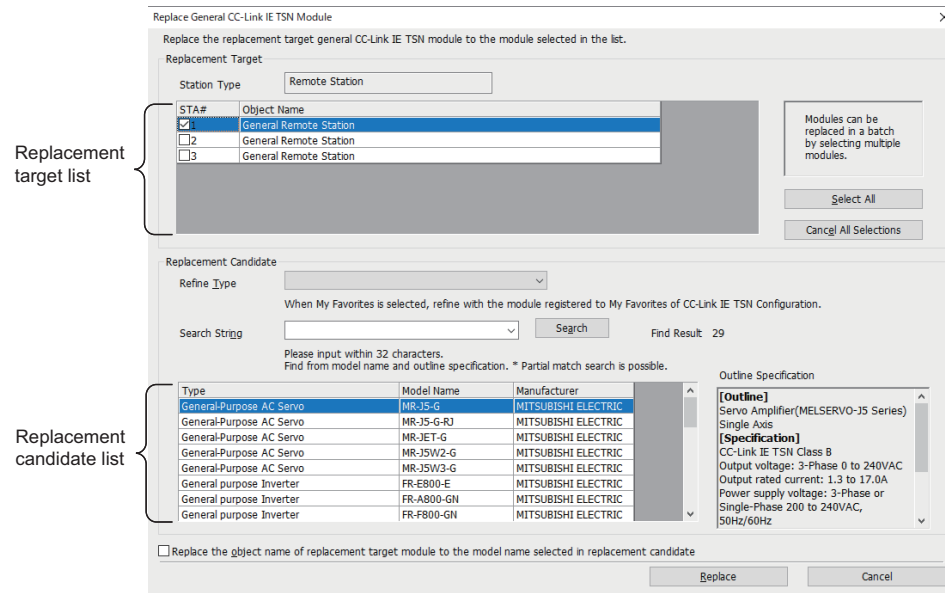 Replace General CC-Link IE TSN Module
Replace the replacement target general CC-Link IE TSN module to the module selected in the list.
Replacement Target
Station Type Remote Station
STA# Object Name
1 General Remote Station
2 General Remote Station
3 General Remote Station
Replacement
target list
Modules can be
replaced in a batch
by selecting multiple
modules.
Select All
Cancel All Selections
Replacement Candidate
Refine Type
When My Favorites is selected, refine with the module registered to My Favorites of CC-Link IE TSN Configuration.
Search String Search Find Result 29
Please input within 32 characters.
Find from model name and outline specification. * Partial match search is possible.
Type Model Name Manufacturer
General-Purpose AC Servo MR-J5-G MITSUBISHI ELECTRIC
General-Purpose AC Servo MR-J5-G-RJ MITSUBISHI ELECTRIC
General-Purpose AC Servo MR-JET-G MITSUBISHI ELECTRIC
General-Purpose AC Servo MR-J5W2-G MITSUBISHI ELECTRIC
General-Purpose AC Servo MR-J5W3-G MITSUBISHI ELECTRIC
General purpose Inverter FR-E800-E MITSUBISHI ELECTRIC
General purpose Inverter FR-A800-GN MITSUBISHI ELECTRIC
General purpose Inverter FR-F800-GN MITSUBISHI ELECTRIC
Replacement
candidate list
Outline Specification
[Outline]
Servo Amplifier(MELSERVO-J5 Series)
Single Axis
[Specification]
CC-Link IE TSN Class B
Output voltage: 3-Phase 0 to 240VAC
Output rated current: 1.3 to 17.0A
Power supply voltage: 3-Phase or
Single-Phase 200 to 240VAC,
50Hz/60Hz
Replace the object name of replacement target module to the model name selected in replacement candidate
Replace Cancel